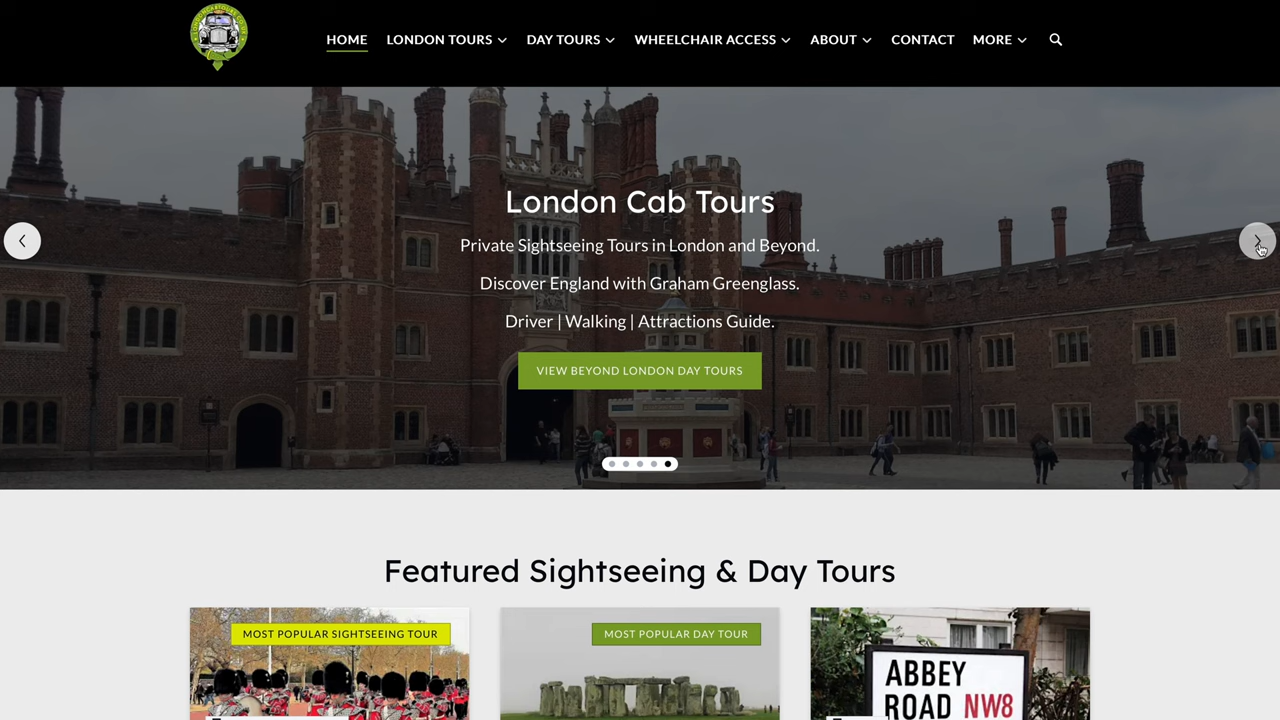 HOME
LONDON TOURS
DAY TOURS
WHEELCHAIR ACCESS
ABOUT
CONTACT
MORE
London Cab Tours
Private Sightseeing Tours in London and Beyond.
Discover England with Graham Greenglass.
Driver | Walking | Attractions Guide.
VIEW BEYOND LONDON DAY TOURS
Featured Sightseeing & Day Tours
MOST POPULAR SIGHTSEEING TOUR
MOST POPULAR DAY TOUR
ABBEY
ROAD NW8